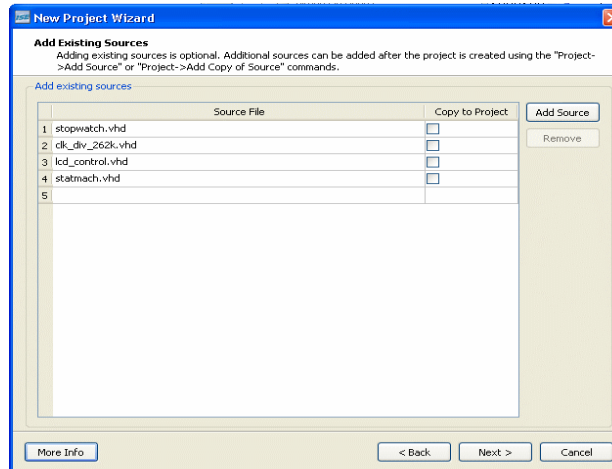 New Project Wizard
Add Existing Sources
Adding existing sources is optional. Additional sources can be added after the project is created using the "Project-
>Add Source" or "Project->Add Copy of Source" commands.
Add existing sources
Source File Copy to Project
1 stopwatch.vhd
2 clk_div_262k.vhd
3 lcd_control.vhd
4 statmach.vhd
5
Add Source
Remove
More Info
< Back
Next >
Cancel